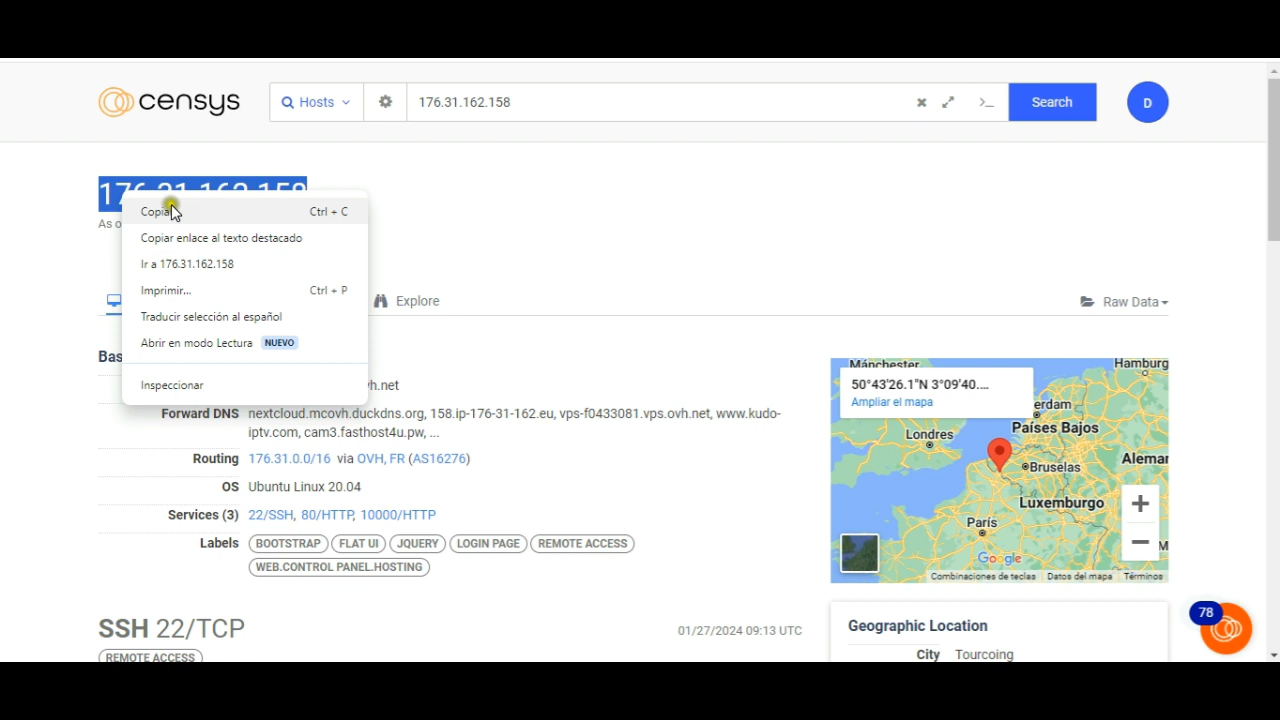 censys
Hosts
176.31.162.158
>_
Search
D
176.31.162.158
As o
Copiar
Ctrl + C
Copiar enlace al texto destacado
Ir a 176.31.162.158
Imprimir...
Ctrl + P
Traducir selección al español
Abrir en modo Lectura NUEVO
Inspeccionar
Explore
Raw Data
Bas
h.net
Forward DNS nextcloud.mcovh.duckdns.org, 158.ip-176-31-162.eu, vps-f0433081.vps.ovh.net, www.kudo-
iptv.com, cam3.fasthost4u.pw, ...
Routing 176.31.0.0/16 via OVH, FR (AS16276)
OS Ubuntu Linux 20.04
Services (3) 22/SSH, 80/HTTP, 10000/HTTP
Labels BOOTSTRAP FLAT UI JQUERY LOGIN PAGE REMOTE ACCESS
WEB.CONTROL PANEL.HOSTING
SSH 22/TCP
01/27/2024 09:13 UTC
REMOTE ACCESS
Mánchester
Hamburg
50°43'26.1"N 3°09'40....
Ampliar el mapa
erdam
Países Bajos
Londres
Bruselas
Aleman
Luxemburgo
París
M
Google
Combinaciones de teclas Datos del mapa Términos
78
Geographic Location
City Tourcoing